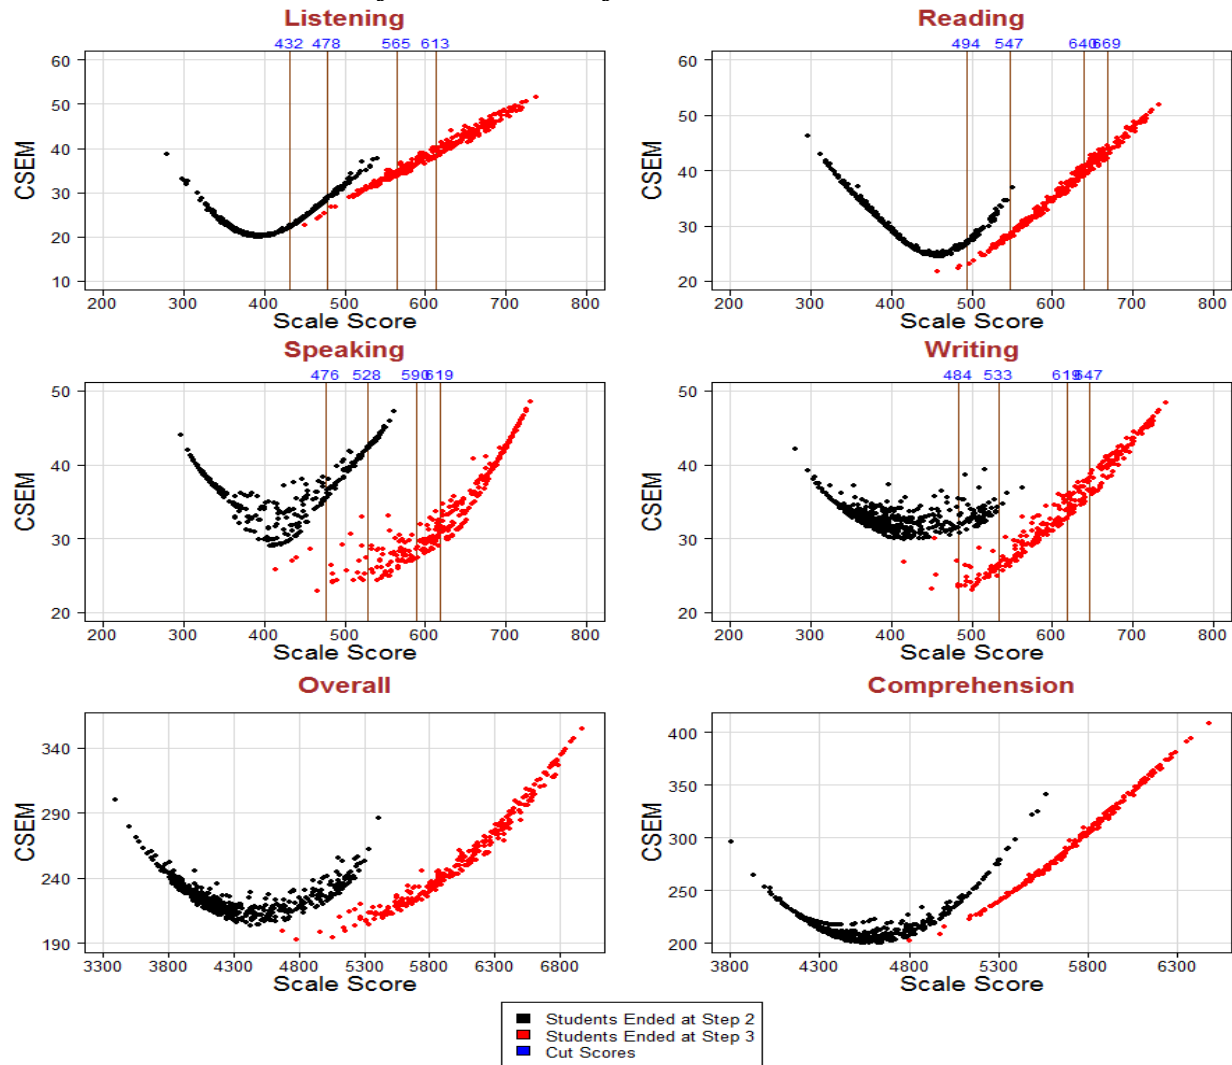 Listening
432 478 565 613
60
50
40
30
20
10
CSEM
200 300 400 500 600 700 800
Scale Score
Reading
494 547 640 669
60
50
40
30
20
CSEM
200 300 400 500 600 700 800
Scale Score
Speaking
476 528 590 619
50
40
30
20
CSEM
200 300 400 500 600 700 800
Scale Score
Writing
484 533 619 647
50
40
30
20
CSEM
200 300 400 500 600 700 800
Scale Score
Overall
340
290
240
190
CSEM
3300 3800 4300 4800 5300 5800 6300 6800
Scale Score
Comprehension
400
350
300
250
200
CSEM
3800 4300 4800 5300 5800 6300
Scale Score
Students Ended at Step 2
Students Ended at Step 3
Cut Scores